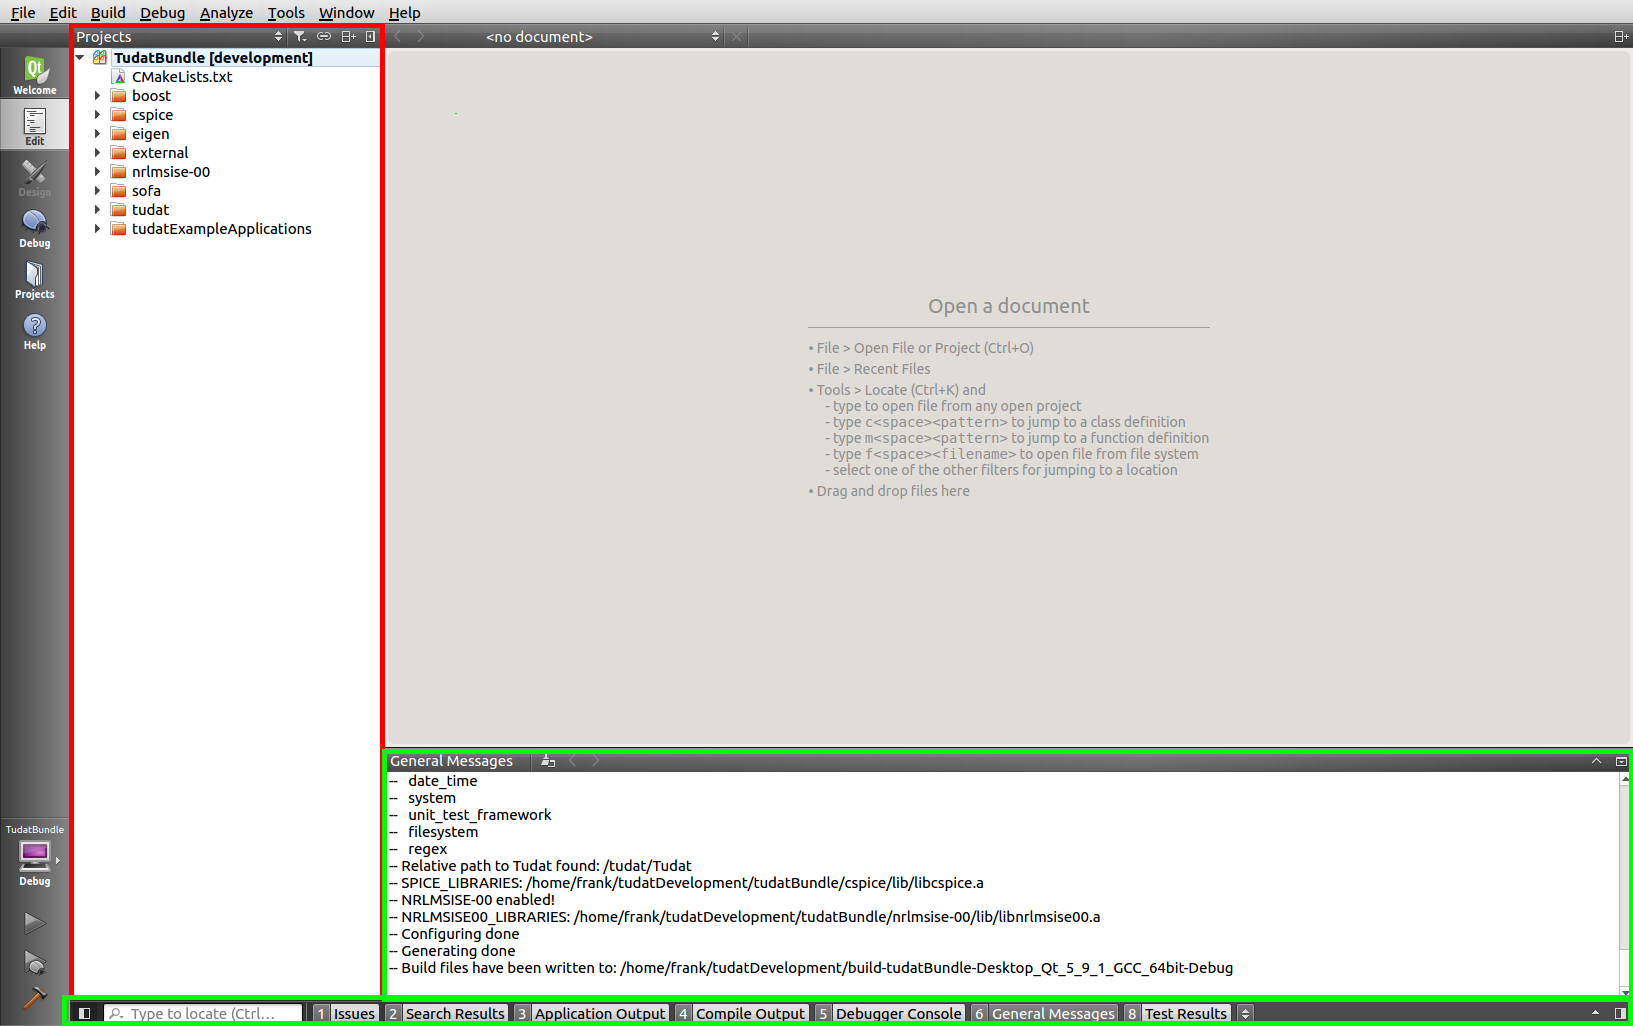 File Edit Build Debug Analyze Tools Window Help
Projects
<no document>
Welcome
Edit
Design
Debug
Projects
Help
TudatBundle
Debug
TudatBundle [development]
CMakeLists.txt
boost
cspice
eigen
external
nrlmsise-00
sofa
tudat
tudatExampleApplications
Open a document
• File > Open File or Project (Ctrl+O)
• File > Recent Files
• Tools > Locate (Ctrl+K) and
- type to open file from any open project
- type c<space><pattern> to jump to a class definition
- type m<space><pattern> to jump to a function definition
- type f<space><filename> to open file from file system
- select one of the other filters for jumping to a location
• Drag and drop files here
General Messages
-- date_time
-- system
-- unit_test_framework
-- filesystem
-- regex
-- Relative path to Tudat found: /tudat/Tudat
-- SPICE_LIBRARIES: /home/frank/tudatDevelopment/tudatBundle/cspice/lib/libcspice.a
-- NRLMSISE-00 enabled!
-- NRLMSISE00_LIBRARIES: /home/frank/tudatDevelopment/tudatBundle/nrlmsise-00/lib/libnrlmsise00.a
-- Configuring done
-- Generating done
-- Build files have been written to: /home/frank/tudatDevelopment/build-tudatBundle-Desktop_Qt_5_9_1_GCC_64bit-Debug
Type to locate (Ctrl... 1 Issues 2 Search Results 3 Application Output 4 Compile Output 5 Debugger Console 6 General Messages 8 Test Results